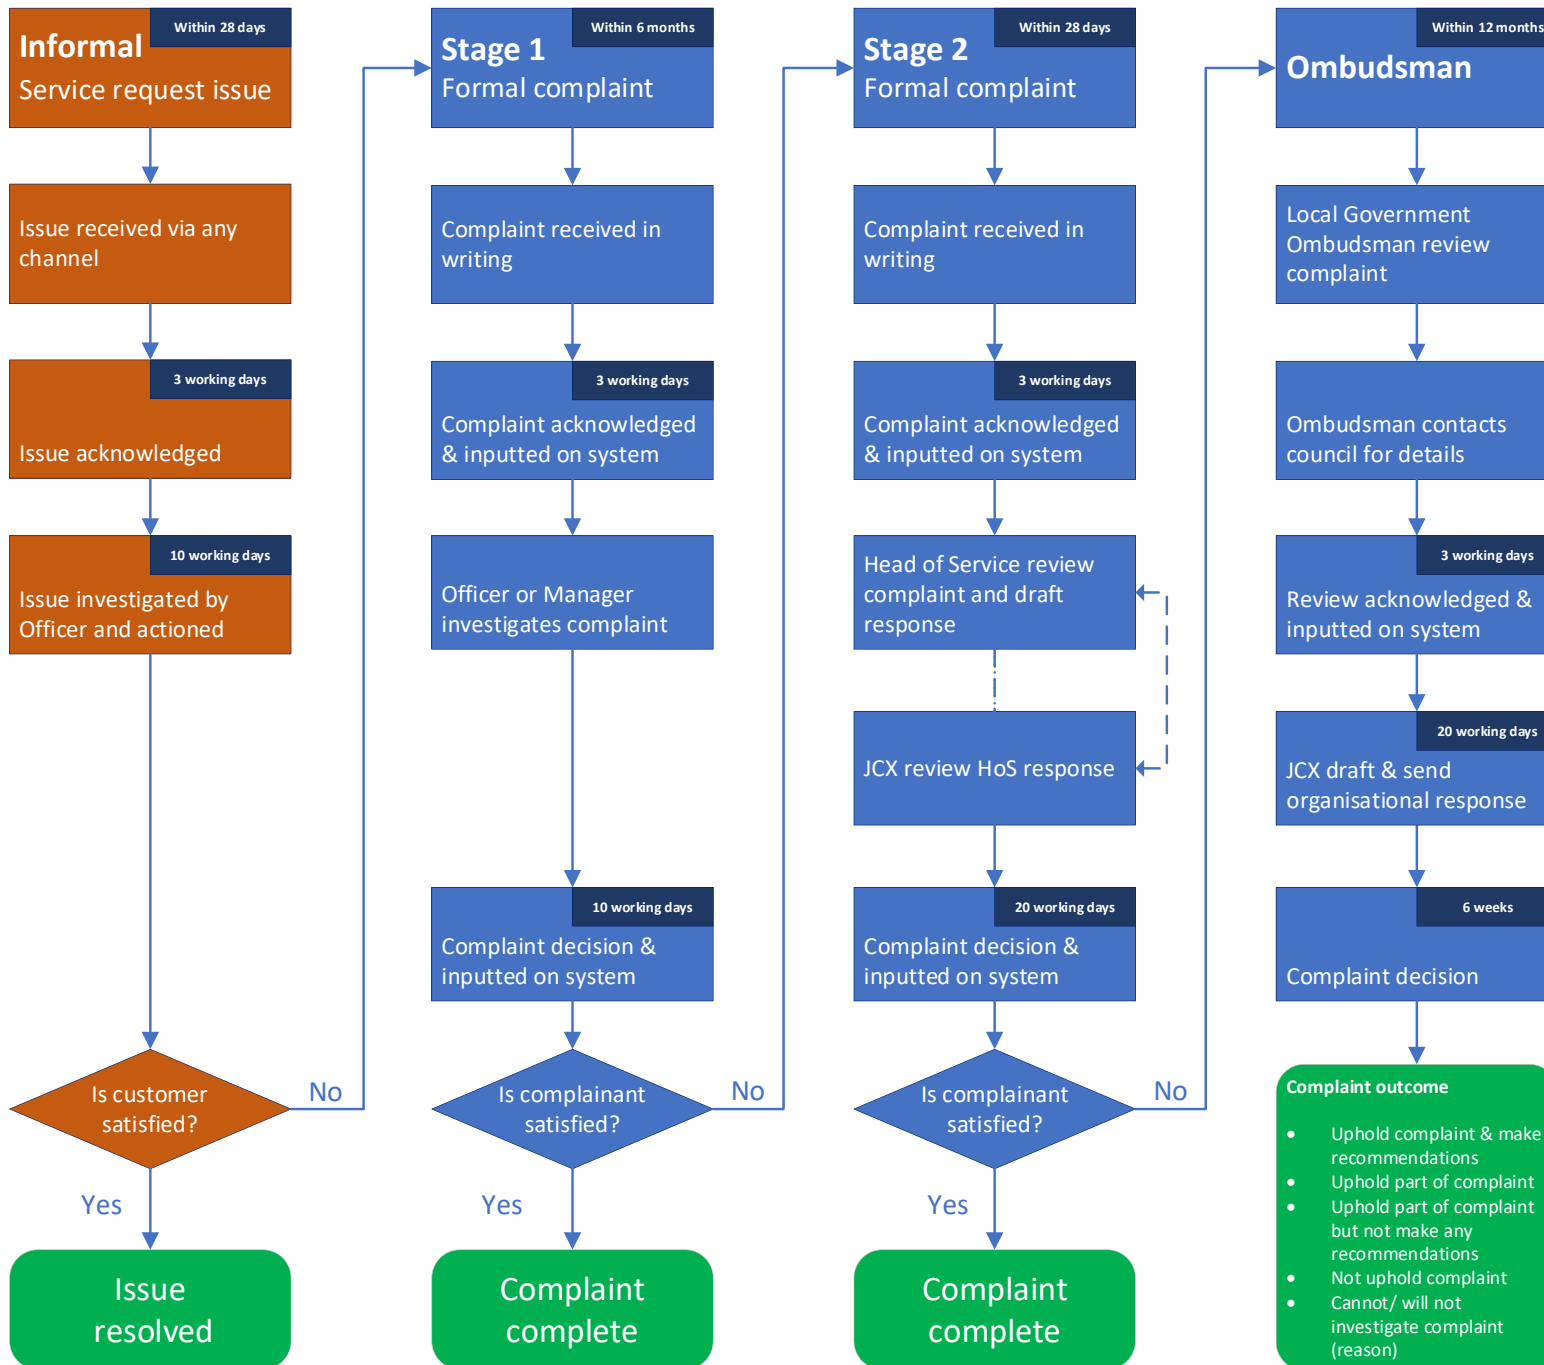 Informal
Within 28 days
Service request issue
Issue received via any
channel
3 working days
Issue acknowledged
10 working days
Issue investigated by
Officer and actioned
Is customer
satisfied?
No
Yes
Issue
resolved
Stage 1
Within 6 months
Formal complaint
Complaint received in
writing
3 working days
Complaint acknowledged
& inputted on system
Officer or Manager
investigates complaint
10 working days
Complaint decision &
inputted on system
Is complainant
satisfied?
No
Yes
Complaint
complete
Stage 2
Within 28 days
Formal complaint
Complaint received in
writing
3 working days
Complaint acknowledged
& inputted on system
Head of Service review
complaint and draft
response
JCX review HoS response
20 working days
Complaint decision &
inputted on system
Is complainant
satisfied?
No
Yes
Complaint
complete
Within 12 months
Ombudsman
Local Government
Ombudsman review
complaint
Ombudsman contacts
council for details
3 working days
Review acknowledged &
inputted on system
20 working days
JCX draft & send
organisational response
6 weeks
Complaint decision
Complaint outcome
• Uphold complaint & make
recommendations
• Uphold part of complaint
• Uphold part of complaint
but not make any
recommendations
• Not uphold complaint
• Cannot/ will not
investigate complaint
(reason)